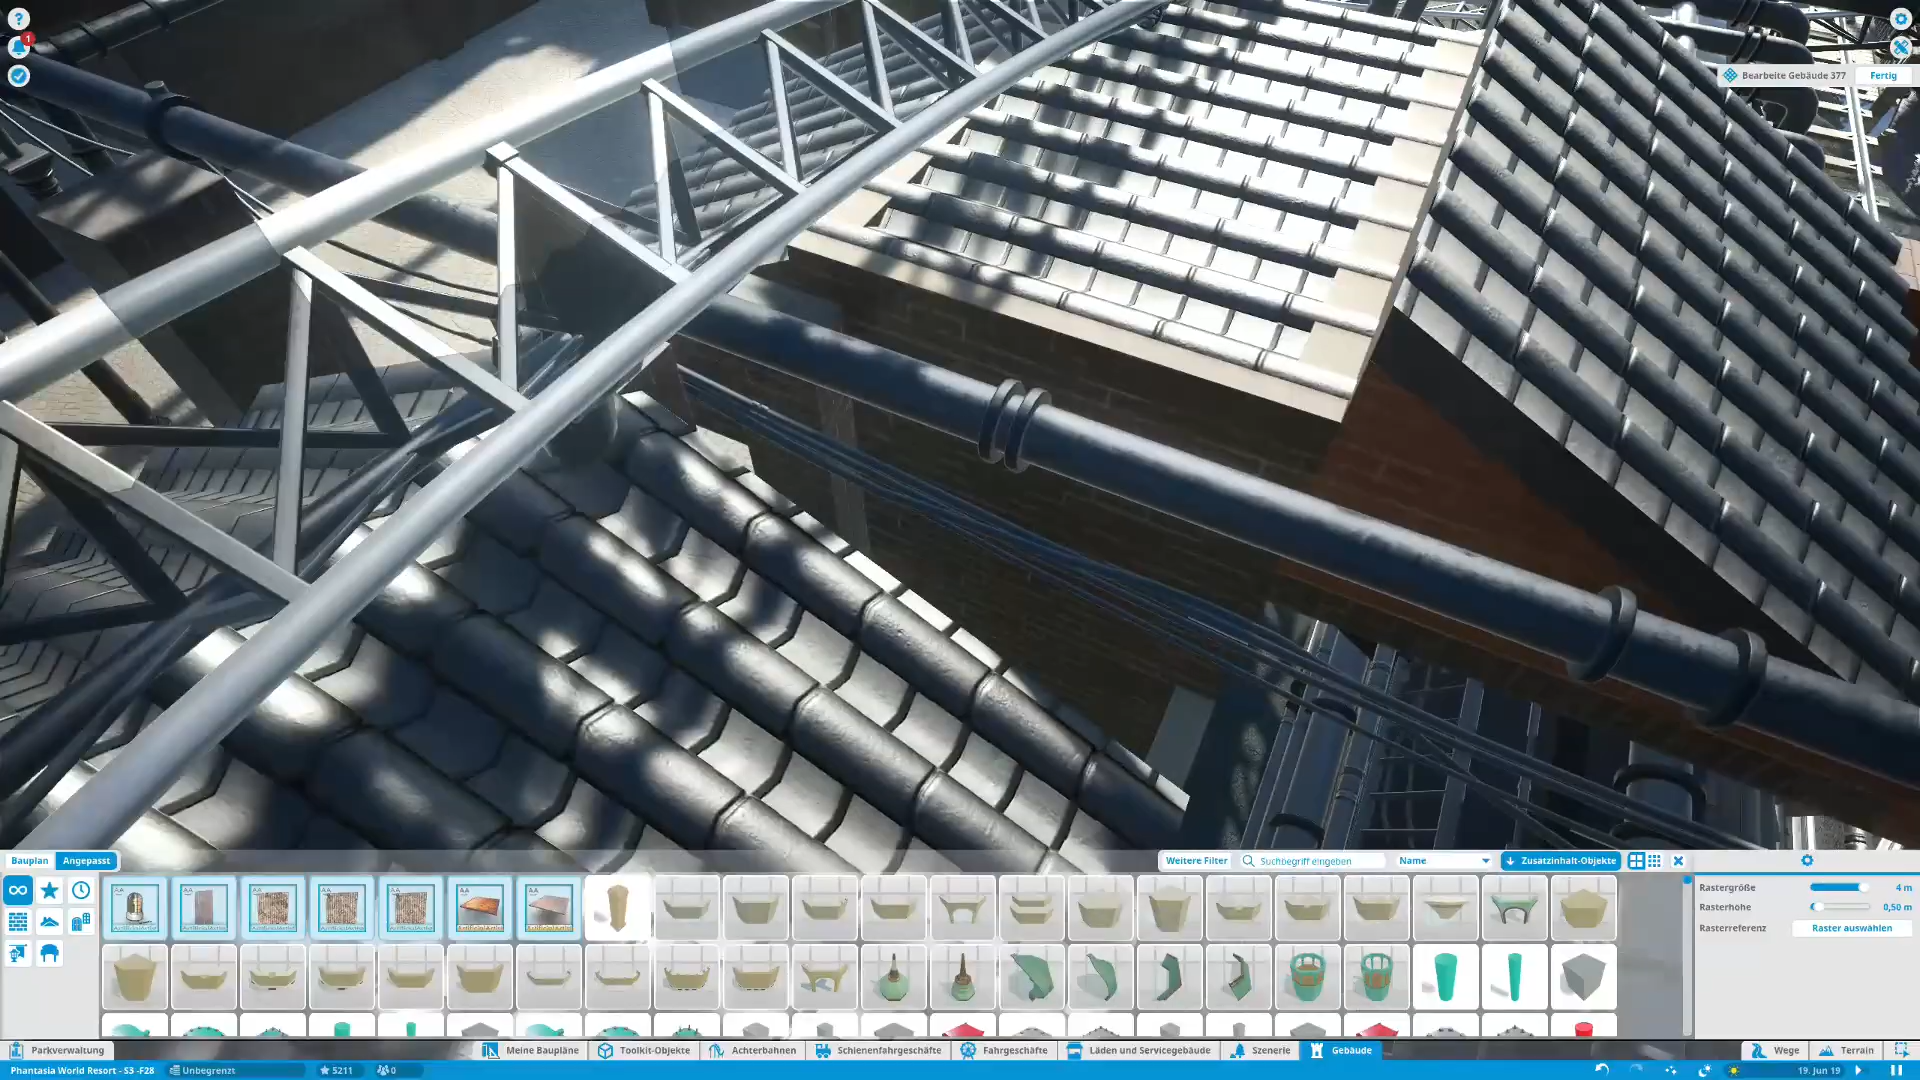 ?
1
Bearbeite Gebäude 377
Fertig
Bauplan
Angepasst
Weitere Filter
Suchbegriff eingeben
Name
Zusatzinhalt-Objekte
Rastergröße
4 m
Rasterhöhe
0,50 m
Rasterreferenz
Raster auswählen
Parkverwaltung
Meine Baupläne
Toolkit-Objekte
Achterbahnen
Schienenfahrgeschäfte
Fahrgeschäfte
Läden und Servicegebäude
Szenerie
Gebäude
Wege
Terrain
Phantasia World Resort - S3 -F28
Unbegrenzt
5211
0
19. Jun 19